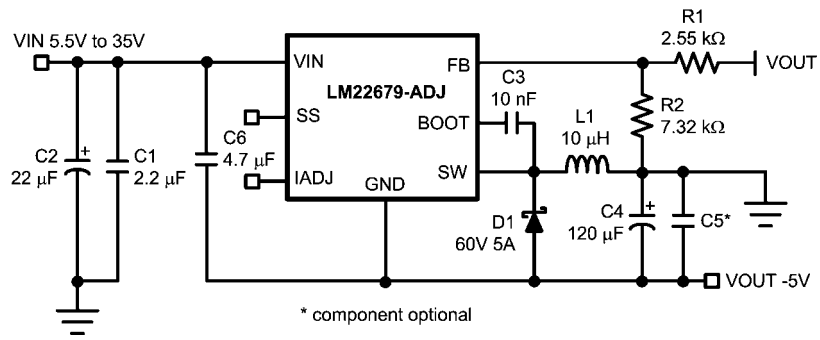 VIN 5.5V to 35V
VIN
FB
R1
2.55 kΩ
VOUT
LM22679-ADJ
C3
10 nF
SS
BOOT
L1
10 μH
R2
7.32 kΩ
C2
+
22 μF
C1
2.2 μF
C6
4.7 μF
IADJ
GND
SW
D1
60V 5A
C4
+
120 μF
C5*
VOUT -5V
* component optional